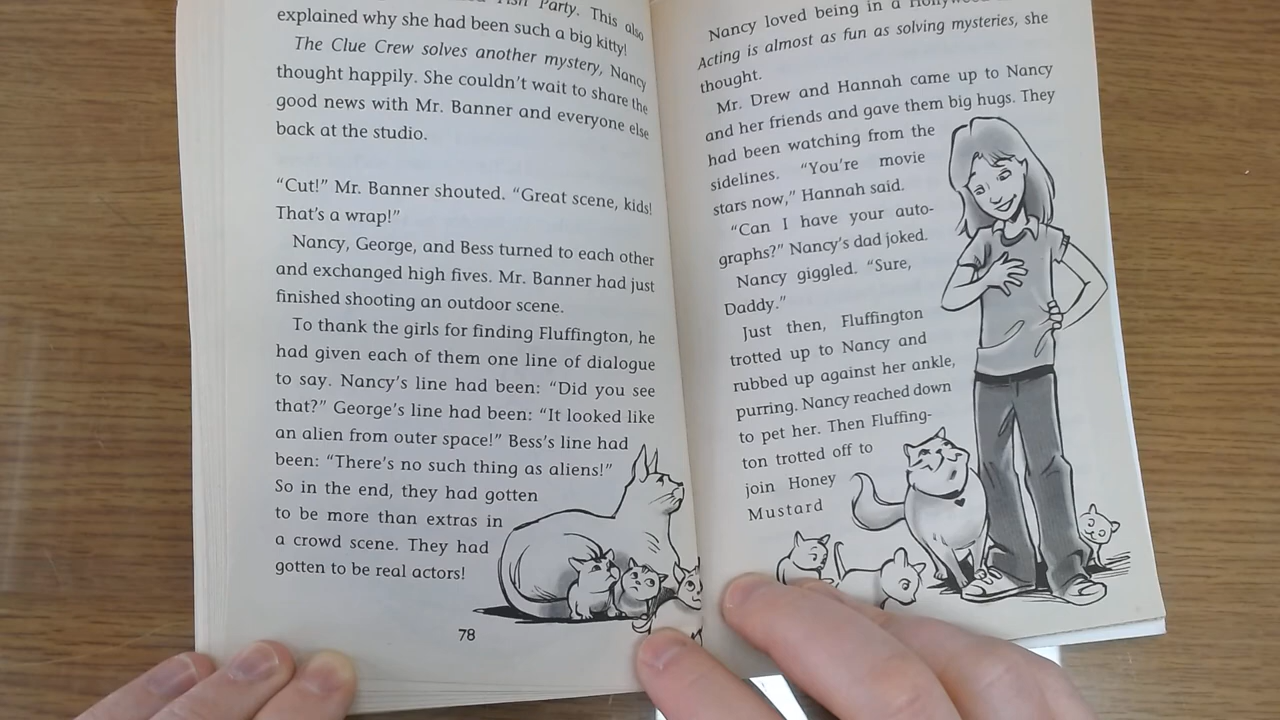 Fish Party. This also
explained why she had been such a big kitty!
The Clue Crew solves another mystery, Nancy
thought happily. She couldn't wait to share the
good news with Mr. Banner and everyone else
back at the studio.
“Cut!” Mr. Banner shouted. “Great scene, kids!
That's a wrap!”
Nancy, George, and Bess turned to each other
and exchanged high fives. Mr. Banner had just
finished shooting an outdoor scene.
To thank the girls for finding Fluffington, he
had given each of them one line of dialogue
to say. Nancy's line had been: “Did you see
that?” George's line had been: “It looked like
an alien from outer space!” Bess's line had
been: “There's no such thing as aliens!”
So in the end, they had gotten
to be more than extras in
a crowd scene. They had
gotten to be real actors!
78
Nancy loved being in a Hollywood
Acting is almost as fun as solving mysteries, she
thought.
Mr. Drew and Hannah came up to Nancy
and her friends and gave them big hugs. They
had been watching from the
sidelines. “You're movie
stars now,” Hannah said.
“Can I have your auto-
graphs?” Nancy's dad joked.
Nancy giggled. “Sure,
Daddy.”
Just then, Fluffington
trotted up to Nancy and
rubbed up against her ankle,
purring. Nancy reached down
to pet her. Then Fluffing-
ton trotted off to
join Honey
Mustard